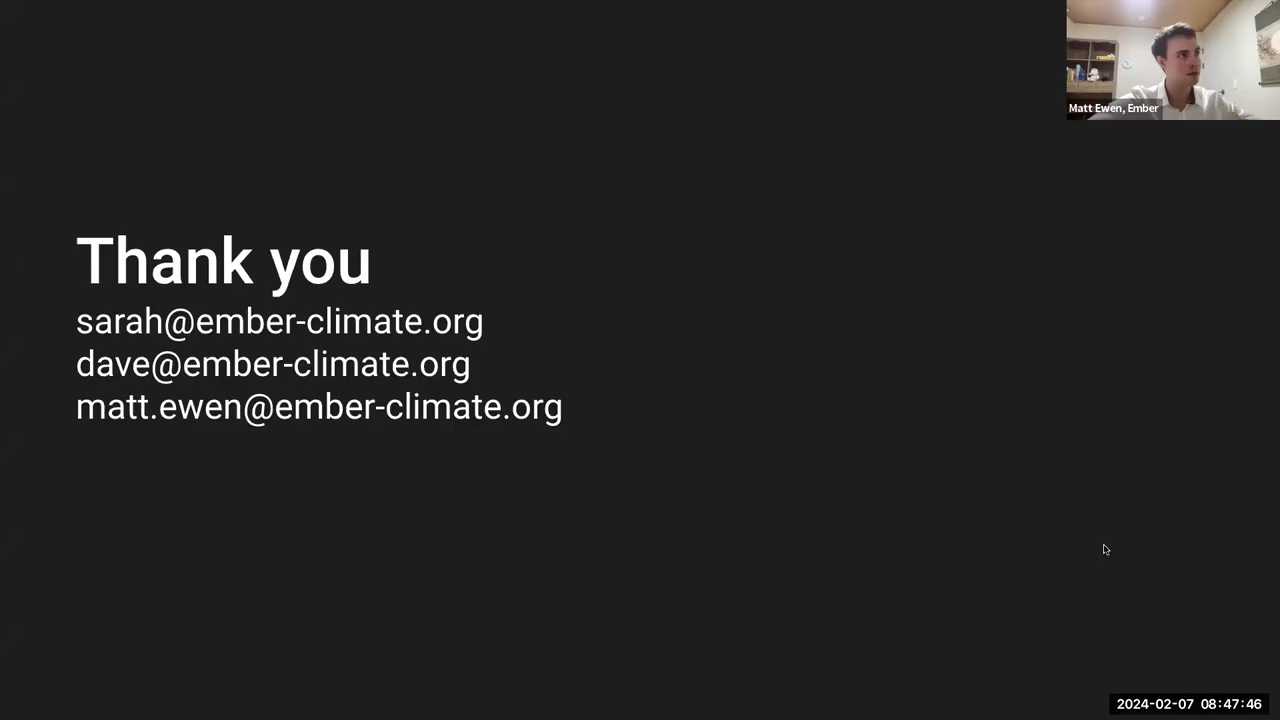 Matt Ewen, Ember
Thank you
sarah@ember-climate.org
dave@ember-climate.org
matt.ewen@ember-climate.org
2024-02-07 08:47:46